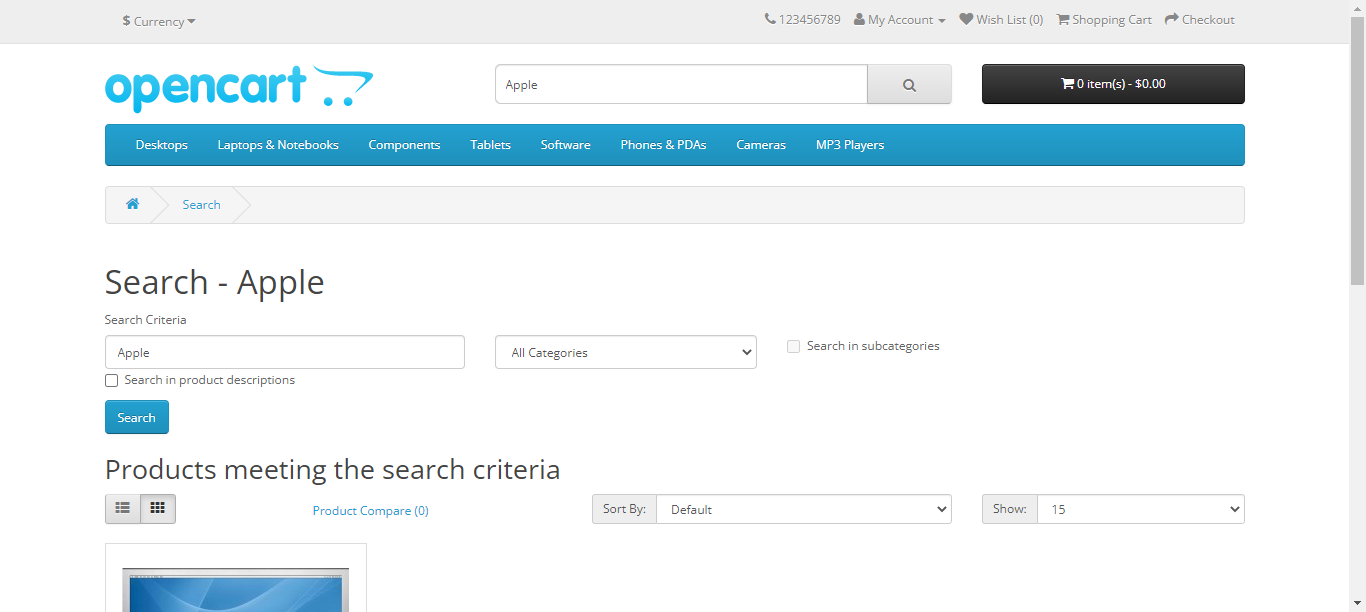 $ Currency
123456789 My Account Wish List (0) Shopping Cart Checkout
opencart
Apple
0 item(s) - $0.00
Desktops Laptops & Notebooks Components Tablets Software Phones & PDAs Cameras MP3 Players
Search
Search - Apple
Search Criteria
Apple All Categories Search in subcategories
Search in product descriptions
Search
Products meeting the search criteria
Product Compare (0) Sort By: Default Show: 15